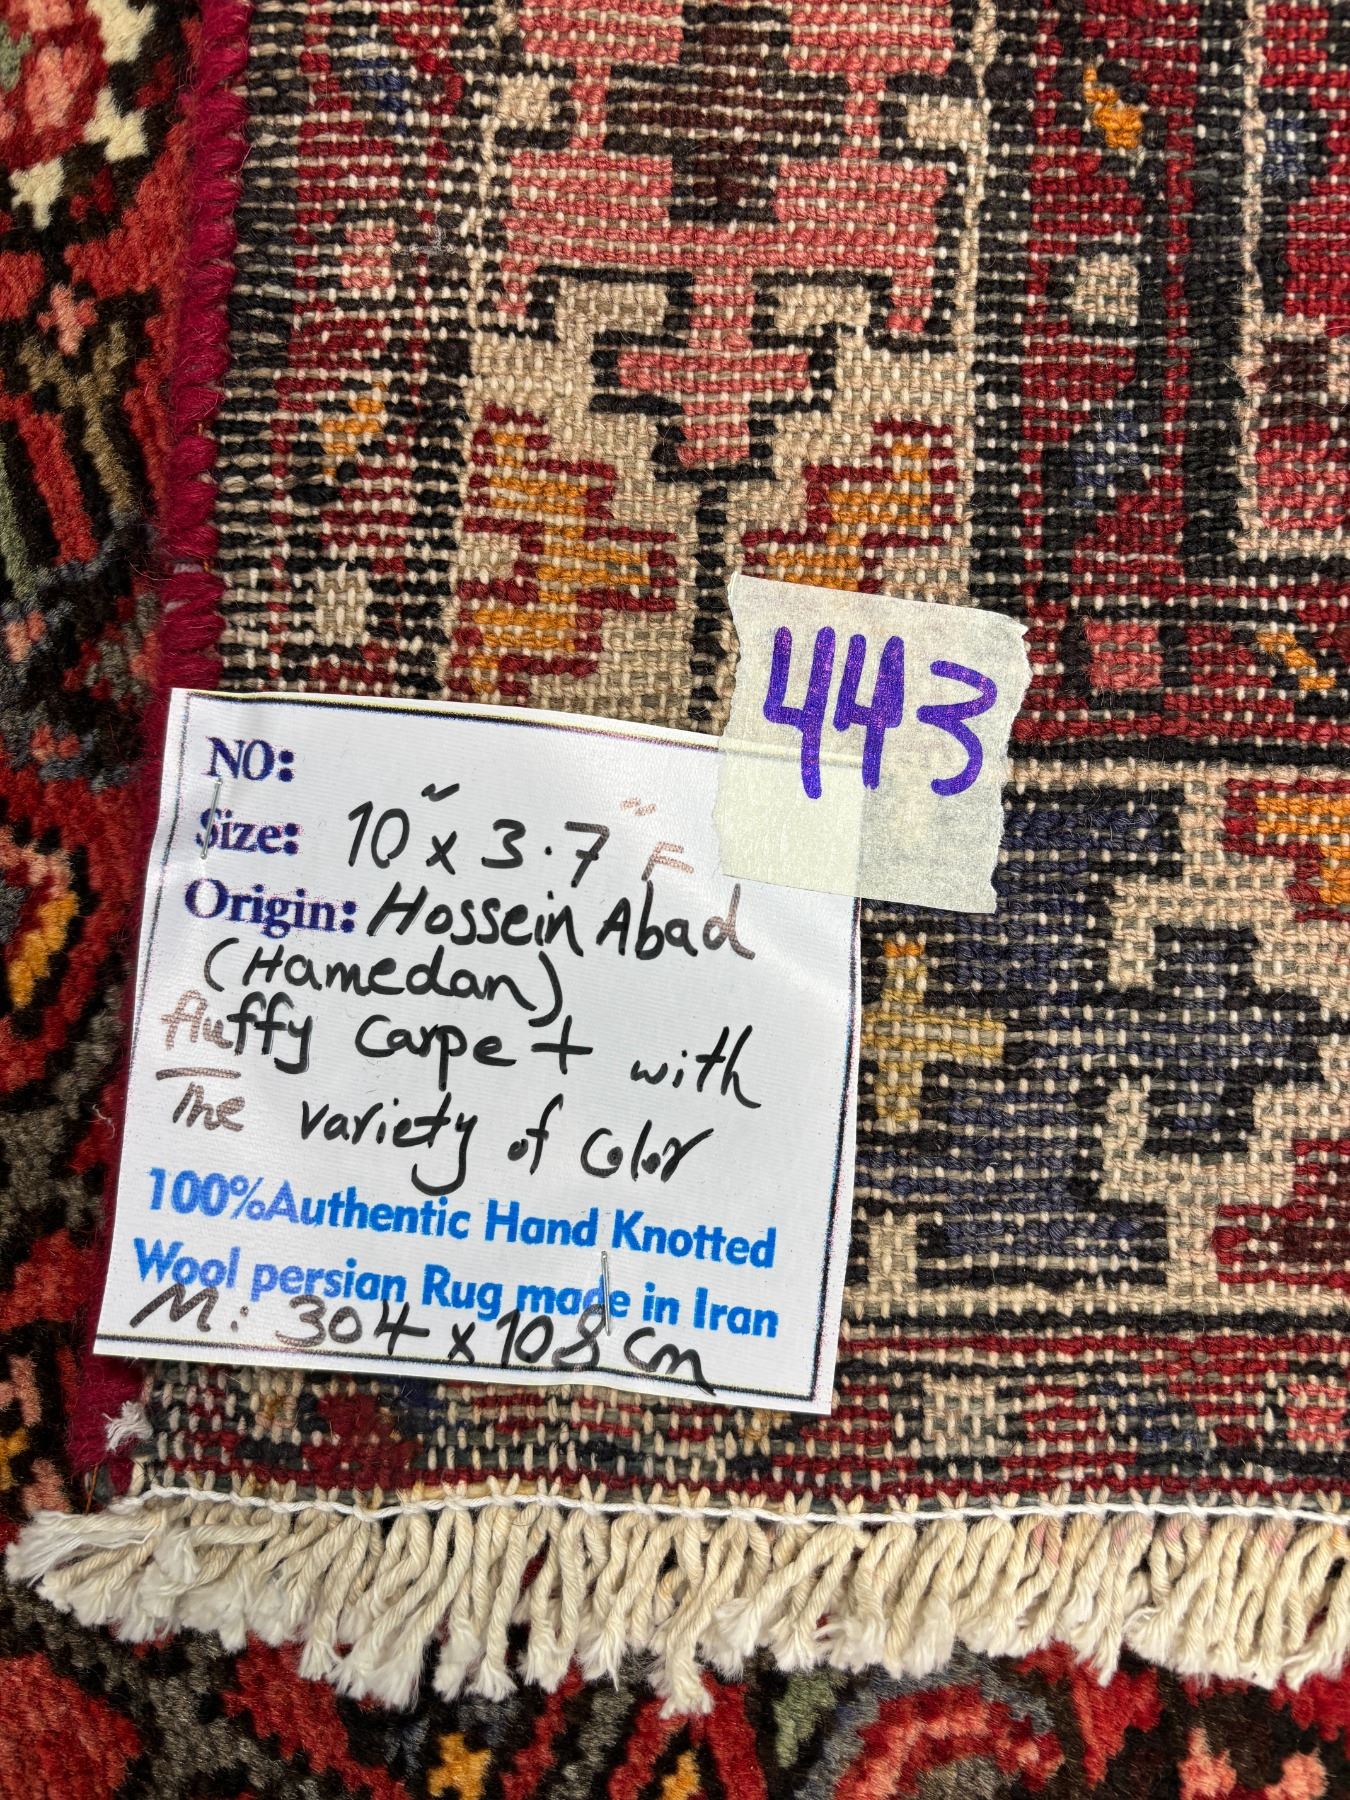 443
NO:
Size: 10" x 3.7" F
Origin: Hossein Abad
(Hamedan)
fluffy carpet with
The variety of color
100%Authentic Hand Knotted
Wool persian Rug made in Iran
M: 304 x 108 cm